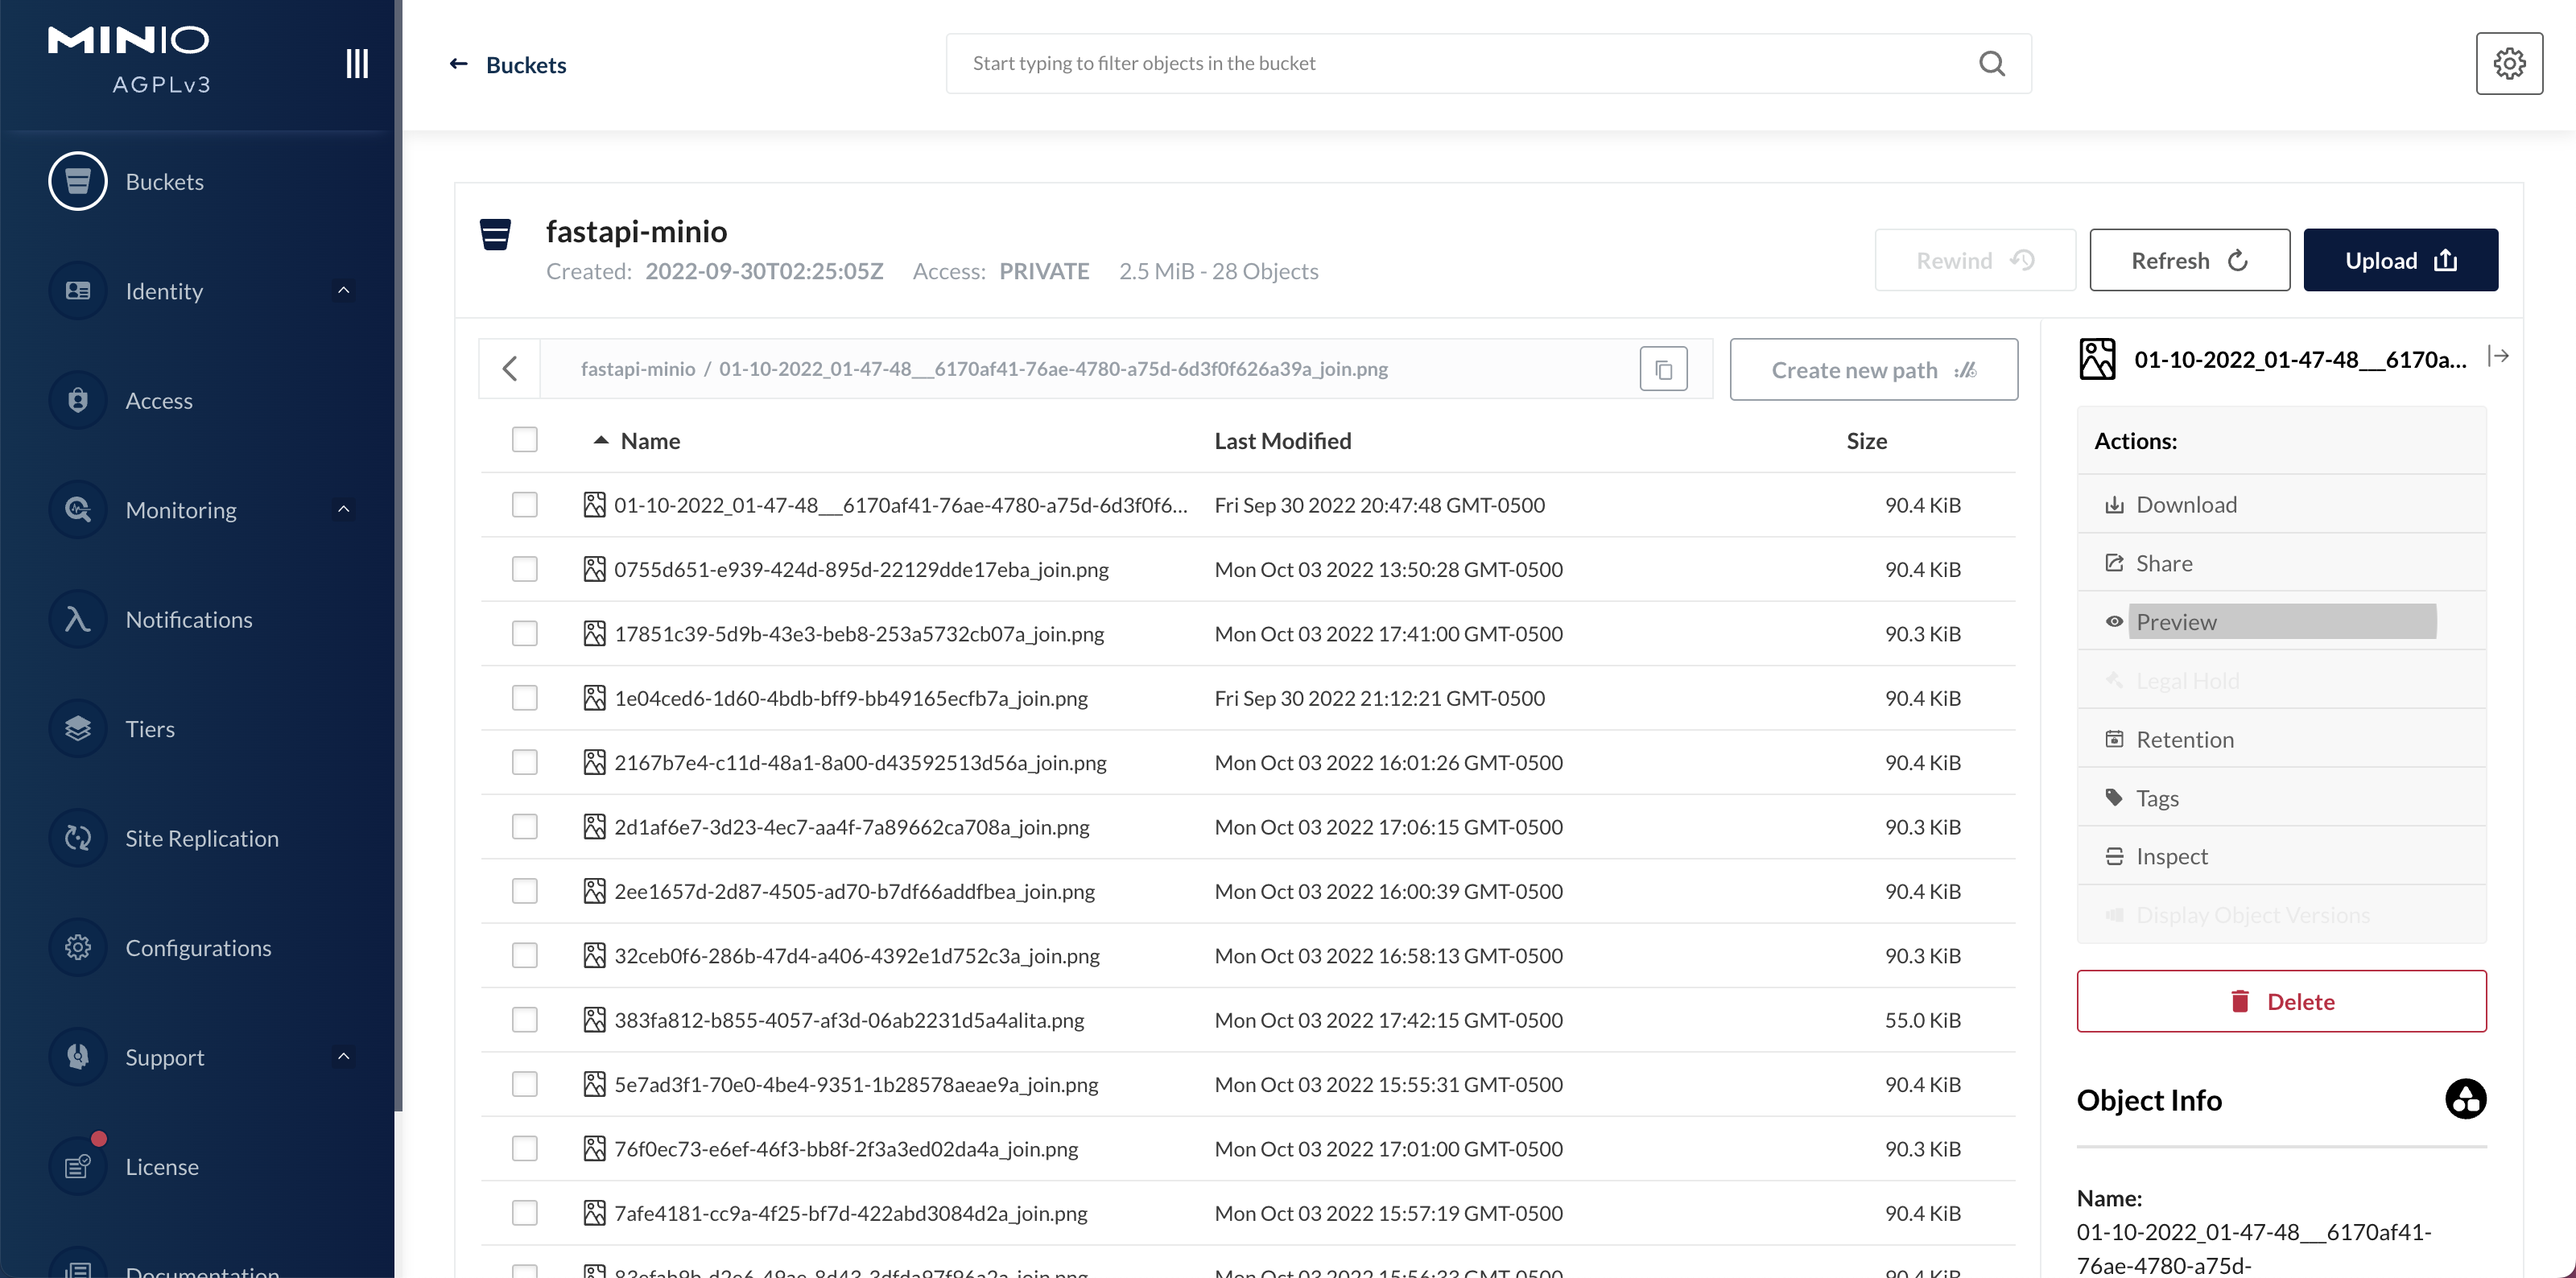 MINIO
AGPLv3
Buckets
Identity
Access
Monitoring
Notifications
Tiers
Site Replication
Configurations
Support
License
Documentation
Buckets
Start typing to filter objects in the bucket
fastapi-minio
Created: 2022-09-30T02:25:05Z Access: PRIVATE 2.5 MiB - 28 Objects
Rewind
Refresh
Upload
fastapi-minio / 01-10-2022_01-47-48___6170af41-76ae-4780-a75d-6d3f0f626a39a_join.png
Create new path
Name Last Modified Size
01-10-2022_01-47-48___6170af41-76ae-4780-a75d-6d3f0f6... Fri Sep 30 2022 20:47:48 GMT-0500 90.4 KiB
0755d651-e939-424d-895d-22129dde17eba_join.png Mon Oct 03 2022 13:50:28 GMT-0500 90.4 KiB
17851c39-5d9b-43e3-beb8-253a5732cb07a_join.png Mon Oct 03 2022 17:41:00 GMT-0500 90.3 KiB
1e04ced6-1d60-4bdb-bff9-bb49165ecfb7a_join.png Fri Sep 30 2022 21:12:21 GMT-0500 90.4 KiB
2167b7e4-c11d-48a1-8a00-d43592513d56a_join.png Mon Oct 03 2022 16:01:26 GMT-0500 90.4 KiB
2d1af6e7-3d23-4ec7-aa4f-7a89662ca708a_join.png Mon Oct 03 2022 17:06:15 GMT-0500 90.3 KiB
2ee1657d-2d87-4505-ad70-b7df66addfbea_join.png Mon Oct 03 2022 16:00:39 GMT-0500 90.4 KiB
32ceb0f6-286b-47d4-a406-4392e1d752c3a_join.png Mon Oct 03 2022 16:58:13 GMT-0500 90.3 KiB
383fa812-b855-4057-af3d-06ab2231d5a4alita.png Mon Oct 03 2022 17:42:15 GMT-0500 55.0 KiB
5e7ad3f1-70e0-4be4-9351-1b28578aeae9a_join.png Mon Oct 03 2022 15:55:31 GMT-0500 90.4 KiB
76f0ec73-e6ef-46f3-bb8f-2f3a3ed02da4a_join.png Mon Oct 03 2022 17:01:00 GMT-0500 90.3 KiB
7afe4181-cc9a-4f25-bf7d-422abd3084d2a_join.png Mon Oct 03 2022 15:57:19 GMT-0500 90.4 KiB
Mon Oct 03 2022 15:56:33 GMT-0500 90.4 KiB
01-10-2022_01-47-48___6170a...
Actions:
Download
Share
Preview
Legal Hold
Retention
Tags
Inspect
Display Object Versions
Delete
Object Info
Name:
01-10-2022_01-47-48___6170af41-
76ae-4780-a75d-